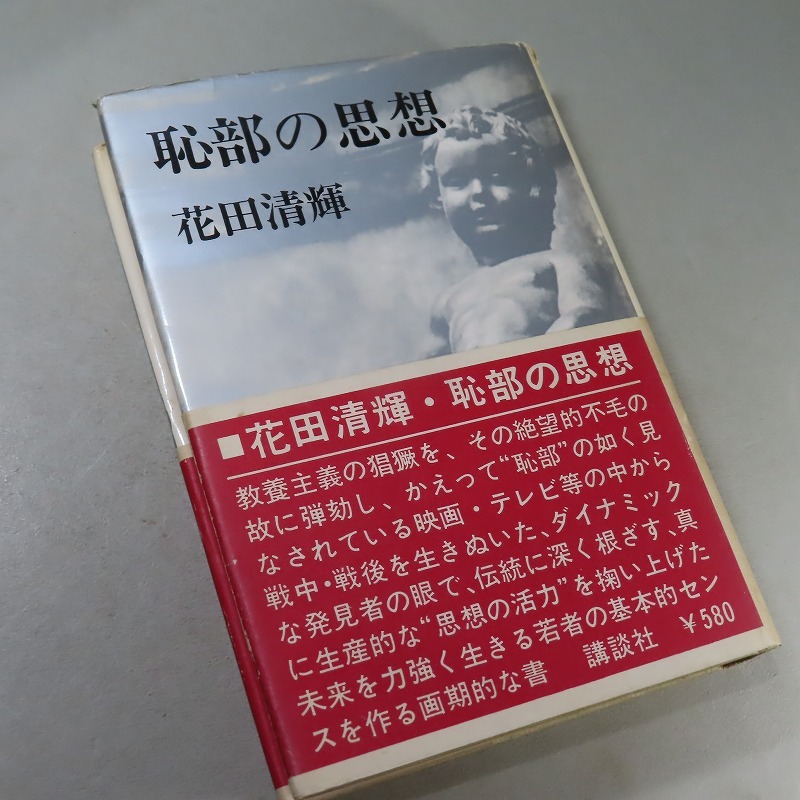 恥部の思想
花田清輝
■花田清輝・恥部の思想
教養主義の猖獗を、その絶望的不毛の
故に弾劾し、かえって“恥部”の如く見
なされている映画・テレビ等の中から
戦中・戦後を生きぬいた、ダイナミック
な発見者の眼で、伝統に深く根ざす、真
に生産的な“思想の活力”を掬い上げた
未来を力強く生きる若者の基本的セン
スを作る画期的な書 講談社 ￥580